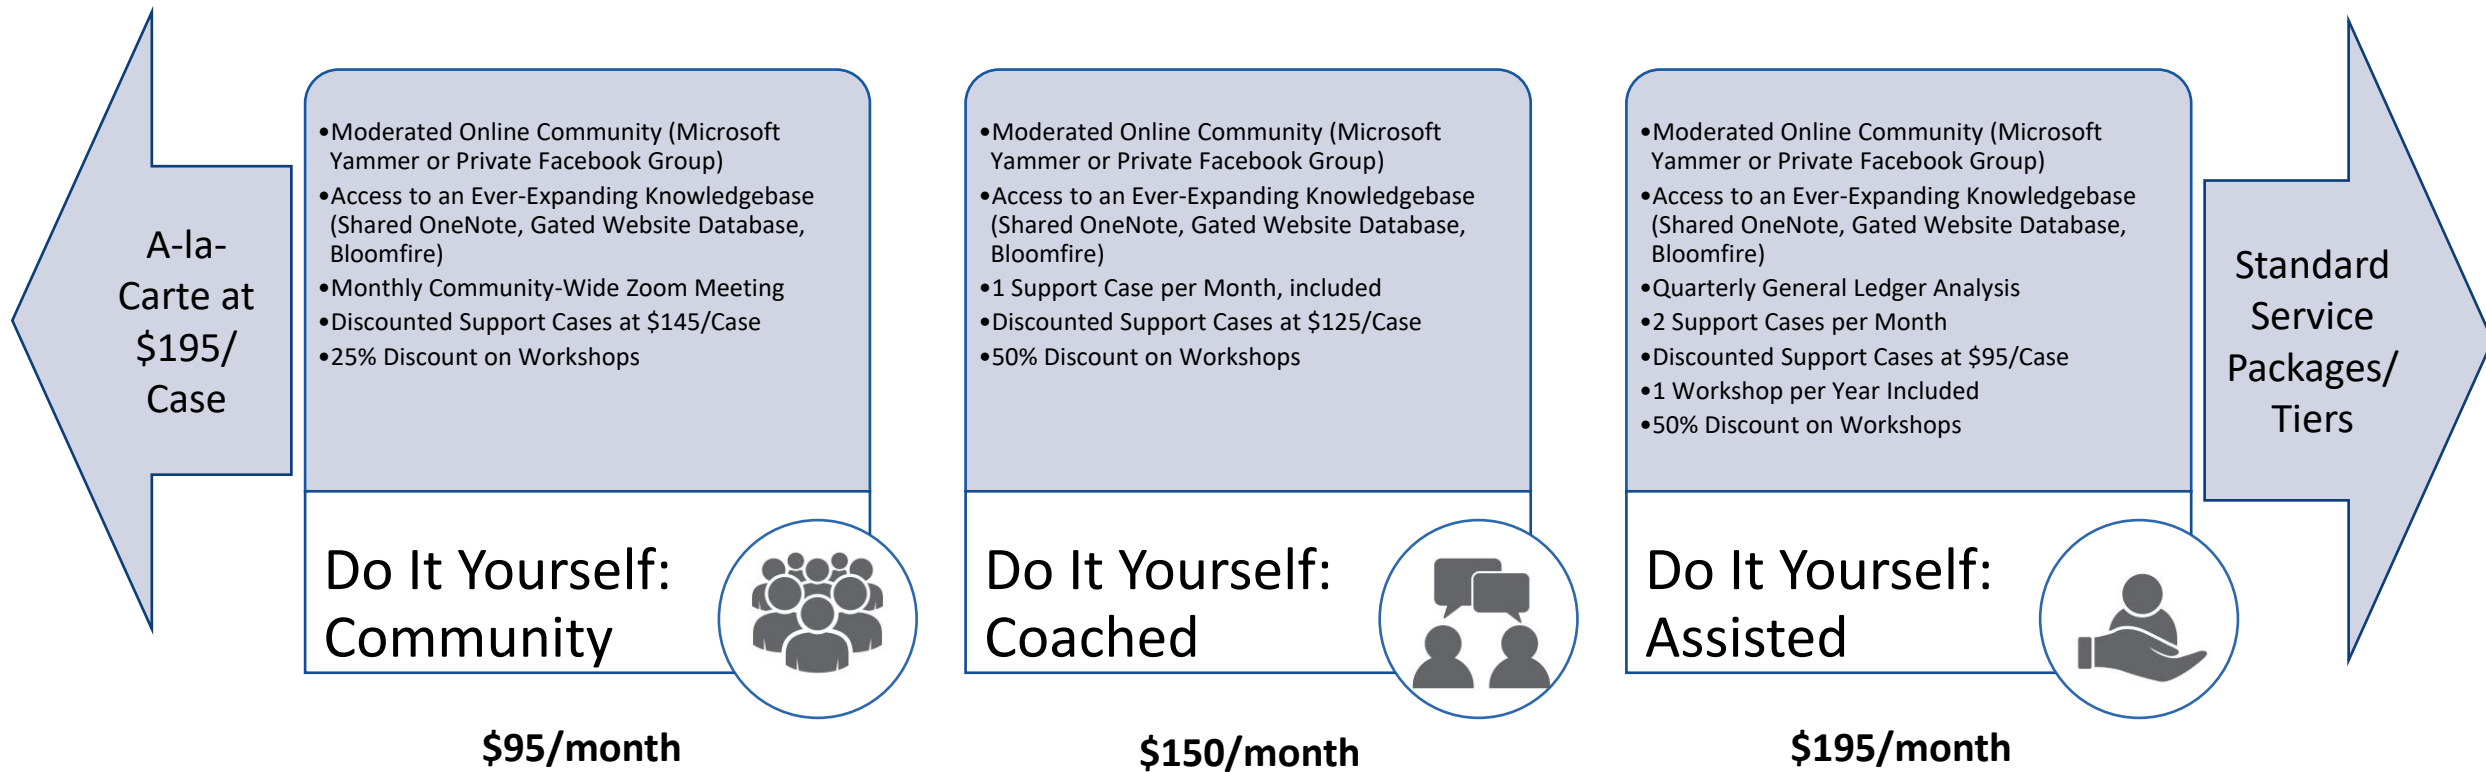 A-la-
Carte at
$195/
Case
•Moderated Online Community (Microsoft
Yammer or Private Facebook Group)
•Access to an Ever-Expanding Knowledgebase
(Shared OneNote, Gated Website Database,
Bloomfire)
•Monthly Community-Wide Zoom Meeting
•Discounted Support Cases at $145/Case
•25% Discount on Workshops
Do It Yourself:
Community
$95/month
•Moderated Online Community (Microsoft
Yammer or Private Facebook Group)
•Access to an Ever-Expanding Knowledgebase
(Shared OneNote, Gated Website Database,
Bloomfire)
•1 Support Case per Month, included
•Discounted Support Cases at $125/Case
•50% Discount on Workshops
Do It Yourself:
Coached
$150/month
•Moderated Online Community (Microsoft
Yammer or Private Facebook Group)
•Access to an Ever-Expanding Knowledgebase
(Shared OneNote, Gated Website Database,
Bloomfire)
•Quarterly General Ledger Analysis
•2 Support Cases per Month
•Discounted Support Cases at $95/Case
•1 Workshop per Year Included
•50% Discount on Workshops
Do It Yourself:
Assisted
$195/month
Standard
Service
Packages/
Tiers